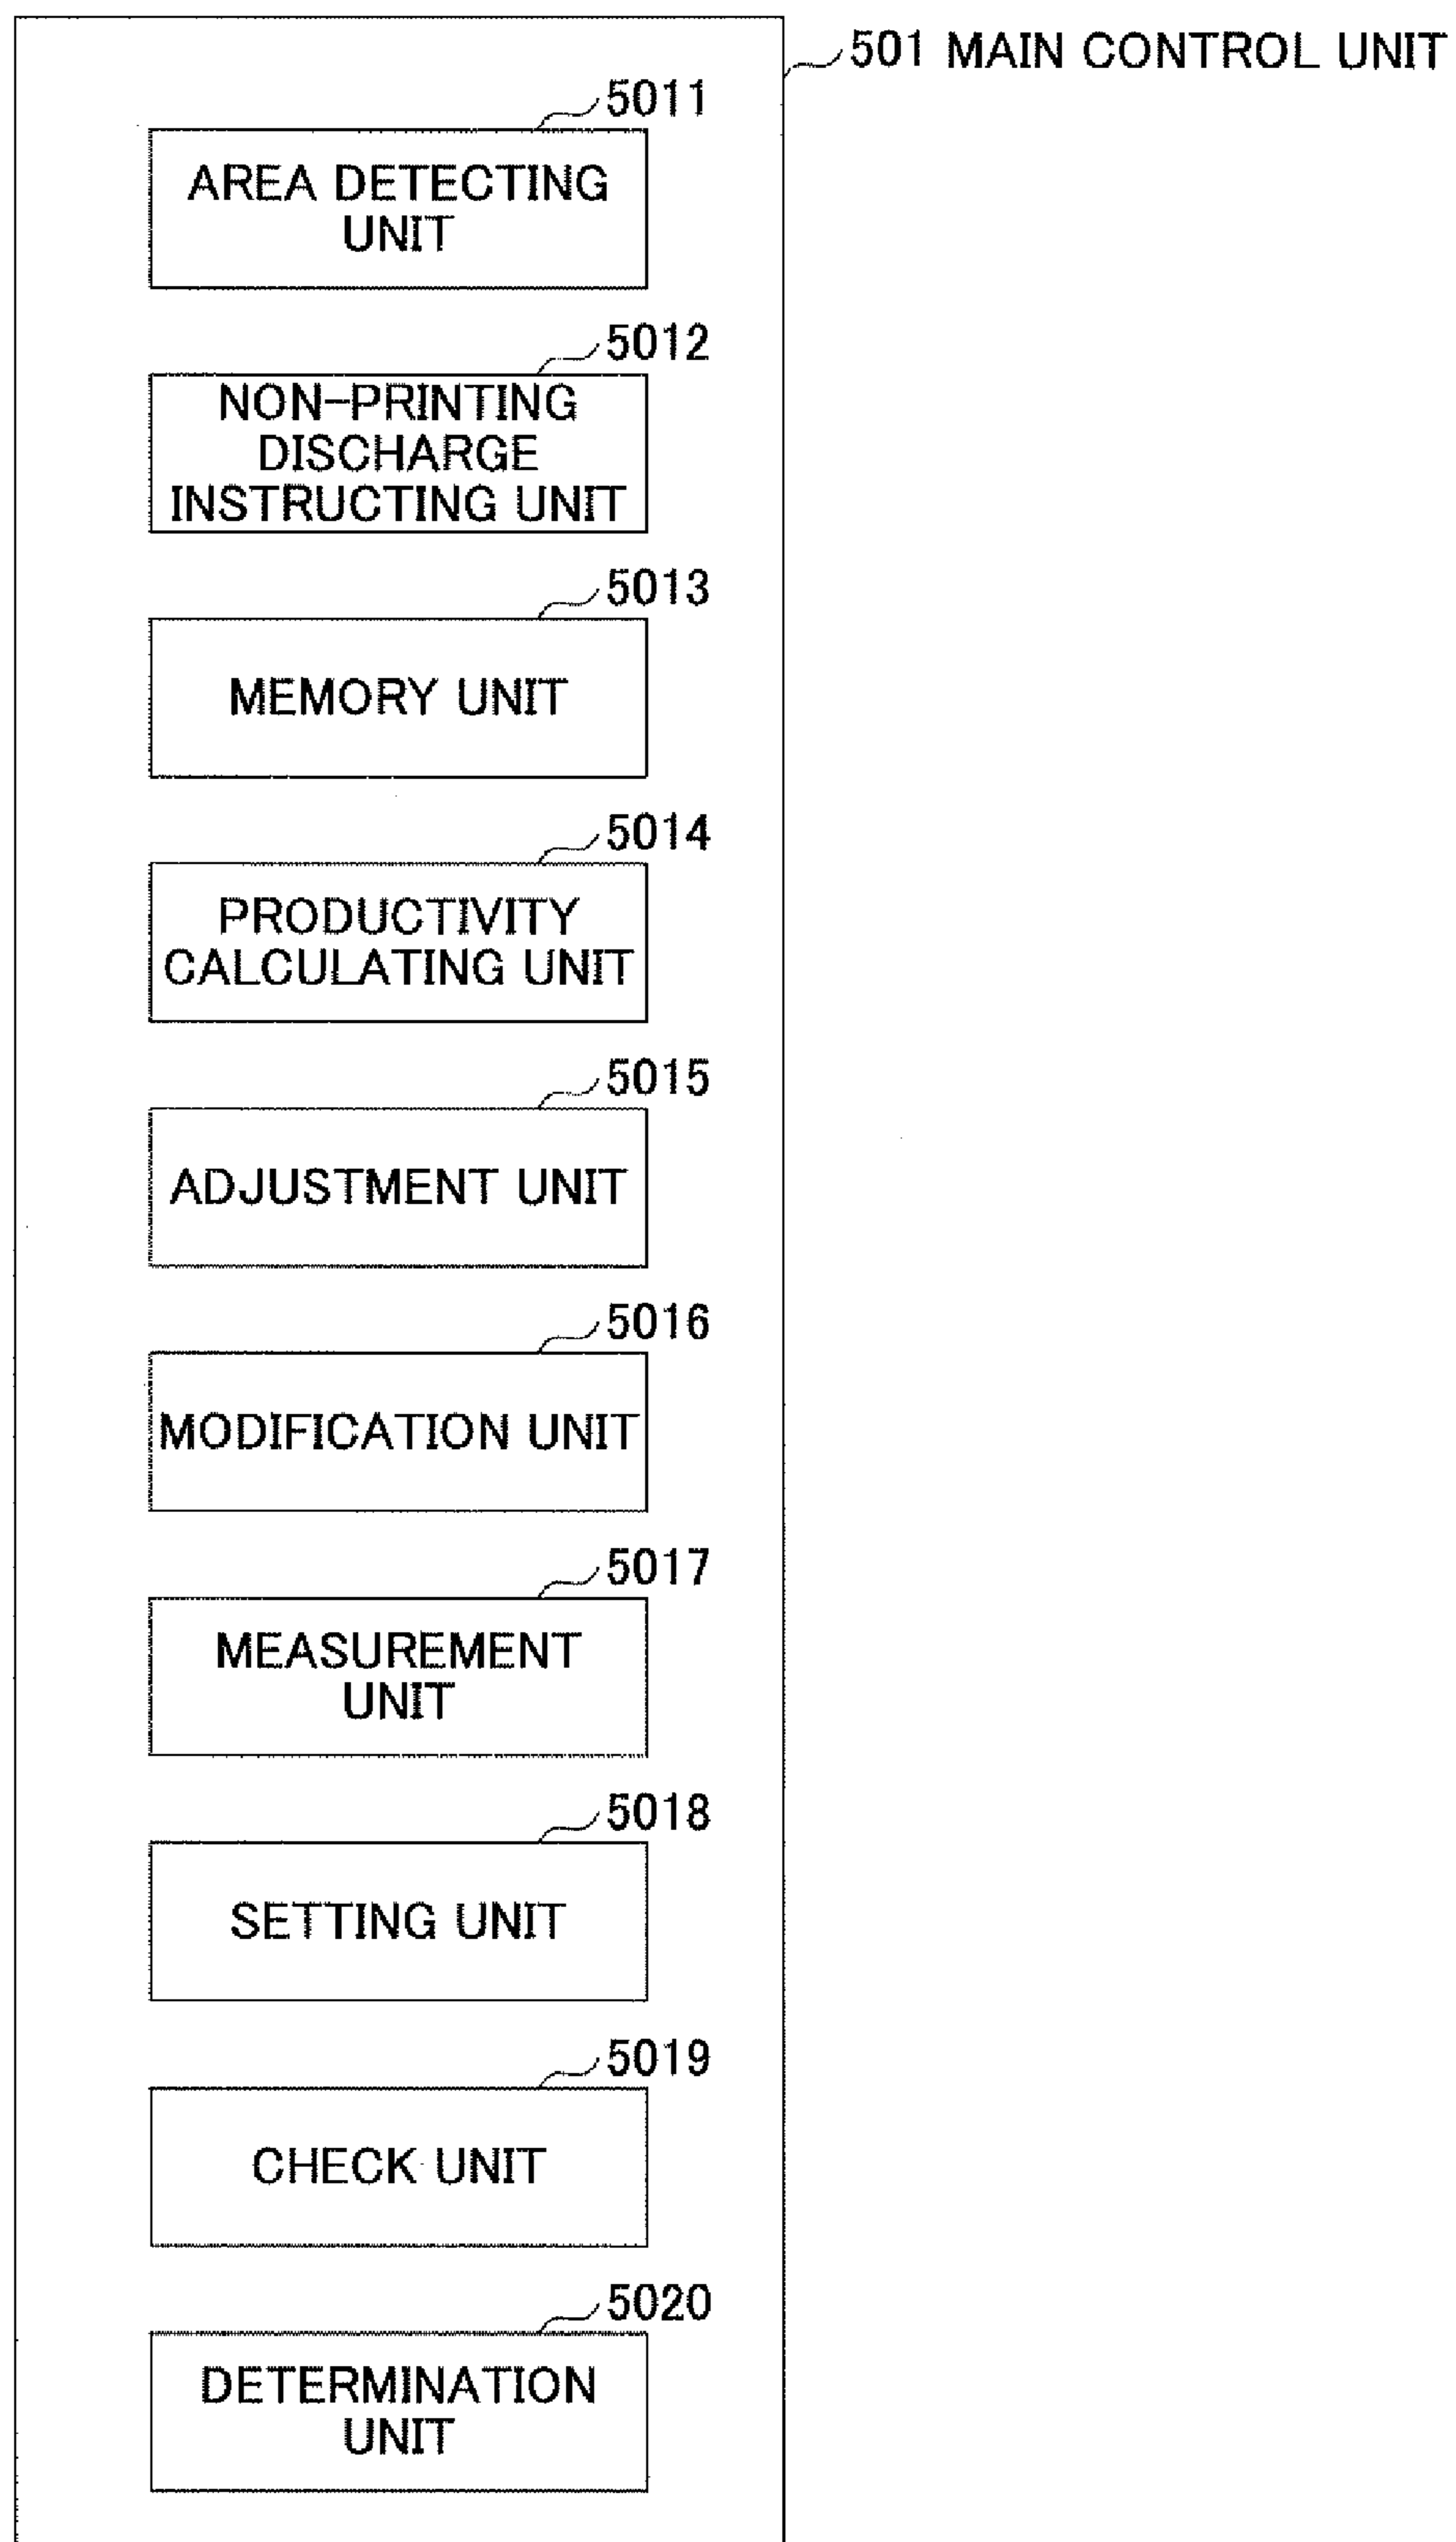 501 MAIN CONTROL UNIT
5011
AREA DETECTING
UNIT
5012
NON-PRINTING
DISCHARGE
INSTRUCTING UNIT
5013
MEMORY UNIT
5014
PRODUCTIVITY
CALCULATING UNIT
5015
ADJUSTMENT UNIT
5016
MODIFICATION UNIT
5017
MEASUREMENT
UNIT
5018
SETTING UNIT
5019
CHECK UNIT
5020
DETERMINATION
UNIT